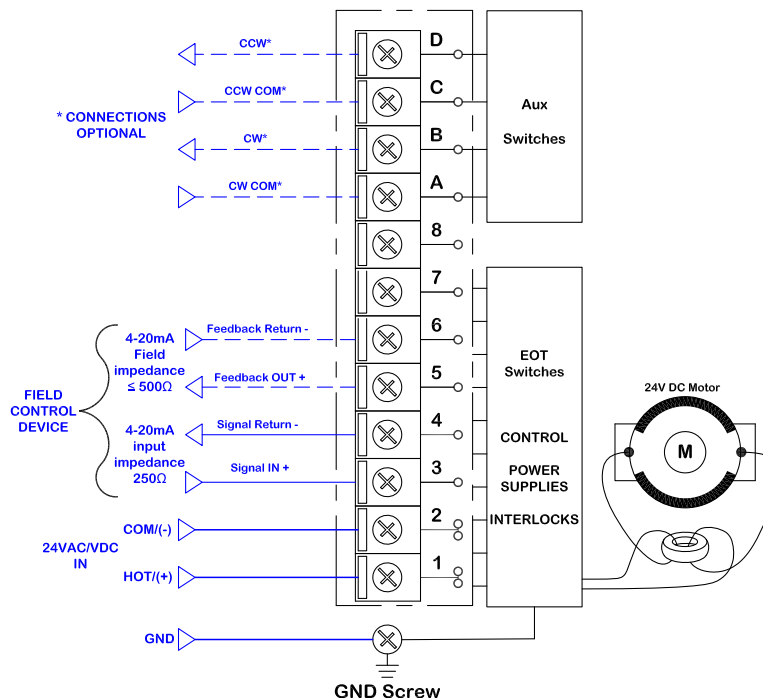 CCW*
D
CCW COM*
C
* CONNECTIONS
OPTIONAL
CW*
B
CW COM*
A
Aux
Switches
8
7
Feedback Return -
6
4-20mA
Field
impedance
≤ 500Ω
Feedback OUT +
5
FIELD
CONTROL
DEVICE
Signal Return -
4
4-20mA
input
impedance
250Ω
Signal IN +
3
COM/(-)
2
24VAC/VDC
IN
HOT/(+)
1
EOT
Switches
CONTROL
POWER
SUPPLIES
INTERLOCKS
24V DC Motor
M
GND
GND Screw